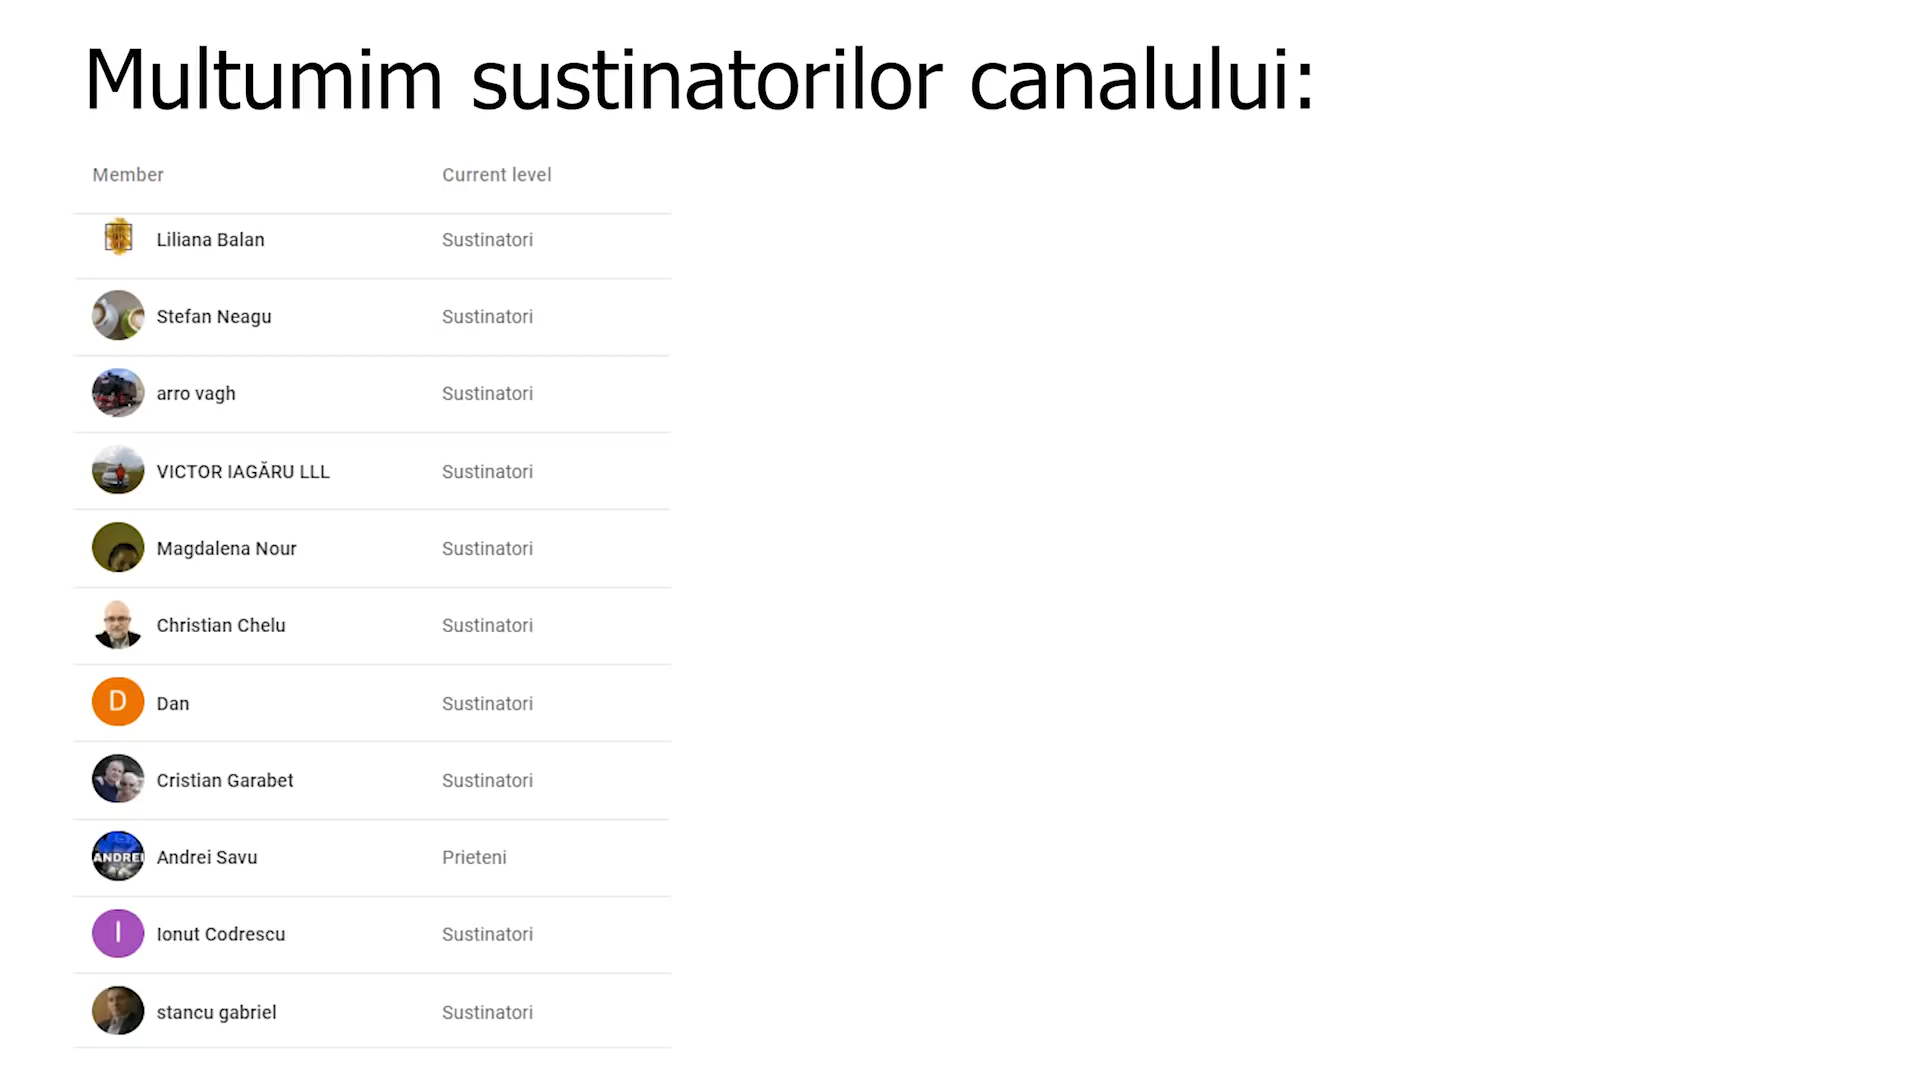 Multumim sustinatorilor canalului:
Member Current level
Liliana Balan Sustinatori
Stefan Neagu Sustinatori
arro vagh Sustinatori
VICTOR IAGĂRU LLL Sustinatori
Magdalena Nour Sustinatori
Christian Chelu Sustinatori
D Dan Sustinatori
Cristian Garabet Sustinatori
ANDREI Andrei Savu Prieteni
I Ionut Codrescu Sustinatori
stancu gabriel Sustinatori